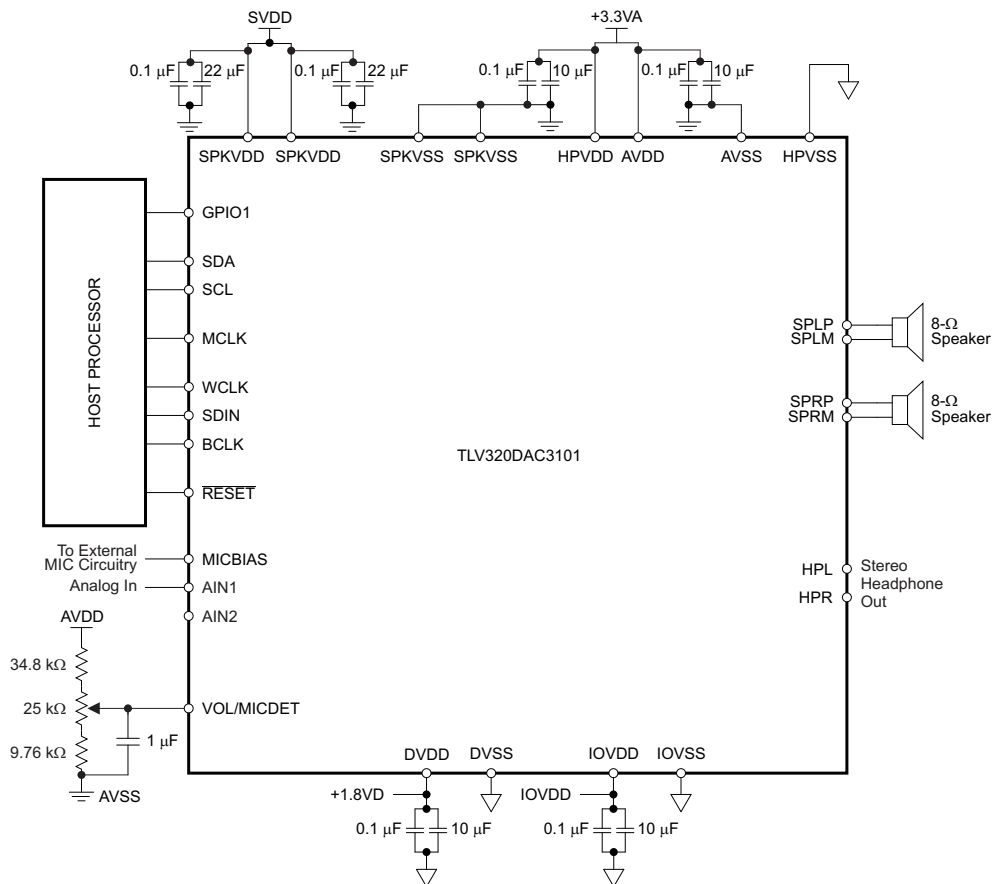 SVDD
+3.3VA
0.1 μF
22 μF
0.1 μF
22 μF
0.1 μF
10 μF
0.1 μF
10 μF
SPKVDD
SPKVDD
SPKVSS
SPKVSS
HPVDD
AVDD
AVSS
HPVSS
HOST PROCESSOR
GPIO1
SDA
SCL
MCLK
WCLK
SDIN
BCLK
RESET
To External
MIC Circuitry
MICBIAS
Analog In
AIN1
AIN2
AVDD
34.8 kΩ
25 kΩ
9.76 kΩ
VOL/MICDET
1 μF
AVSS
TLV320DAC3101
SPLP
SPLM
8-Ω
Speaker
SPRP
SPRM
8-Ω
Speaker
HPL
HPR
Stereo
Headphone
Out
DVDD
DVSS
IOVDD
IOVSS
+1.8VD
IOVDD
0.1 μF
10 μF
0.1 μF
10 μF